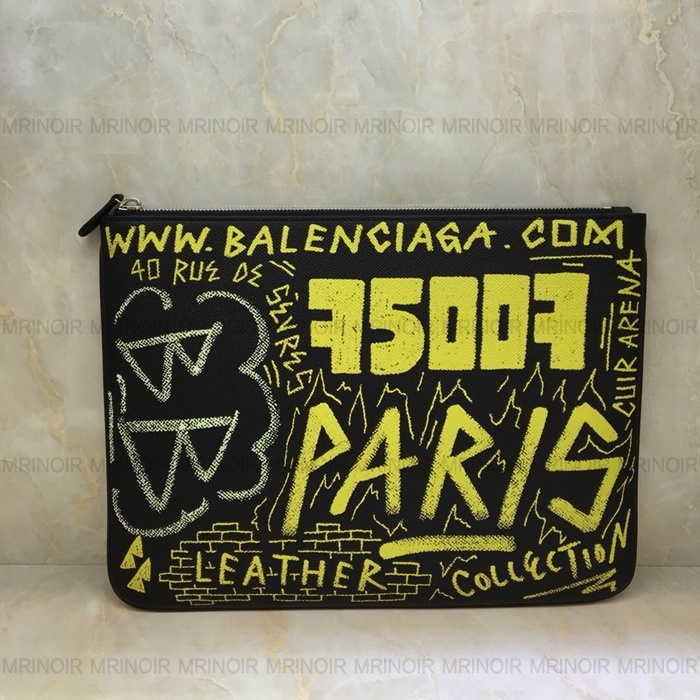 MRINOIR MRINOIR MRINOIR MRINOIR MRINOIR MRINOIR MRINOIR MRINOIR
WWW.BALENCIAGA.COM
40 RUE DE SÈVRES
75007
CUIR ARENA
PARIS
LEATHER
COLLECTION
MRINOIR MRINOIR MRINOIR MRINOIR MRINOIR MRINOIR MRINOIR MRINOIR